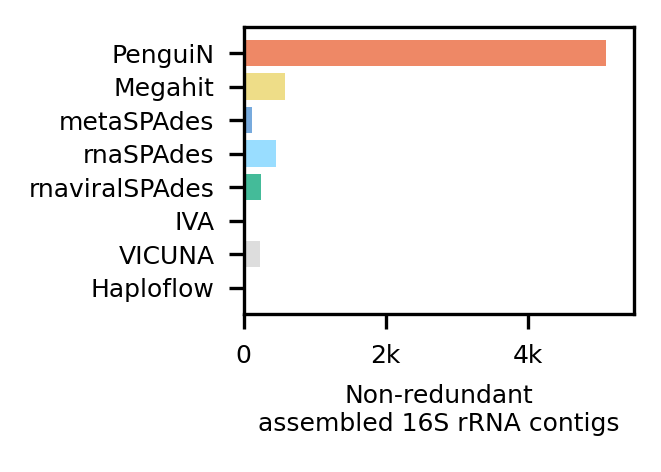 PenguiN
Megahit
metaSPAdes
rnaSPAdes
rnaviralSPAdes
IVA
VICUNA
Haploflow
0 2k 4k
Non-redundant
assembled 16S rRNA contigs